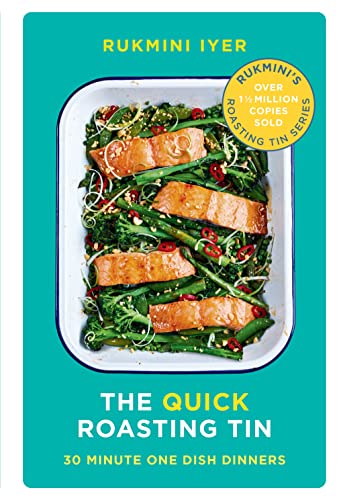 RUKMINI IYER
RUKMINI'S
OVER
1½ MILLION
COPIES
SOLD
ROASTING TIN SERIES
THE QUICK
ROASTING TIN
30 MINUTE ONE DISH DINNERS